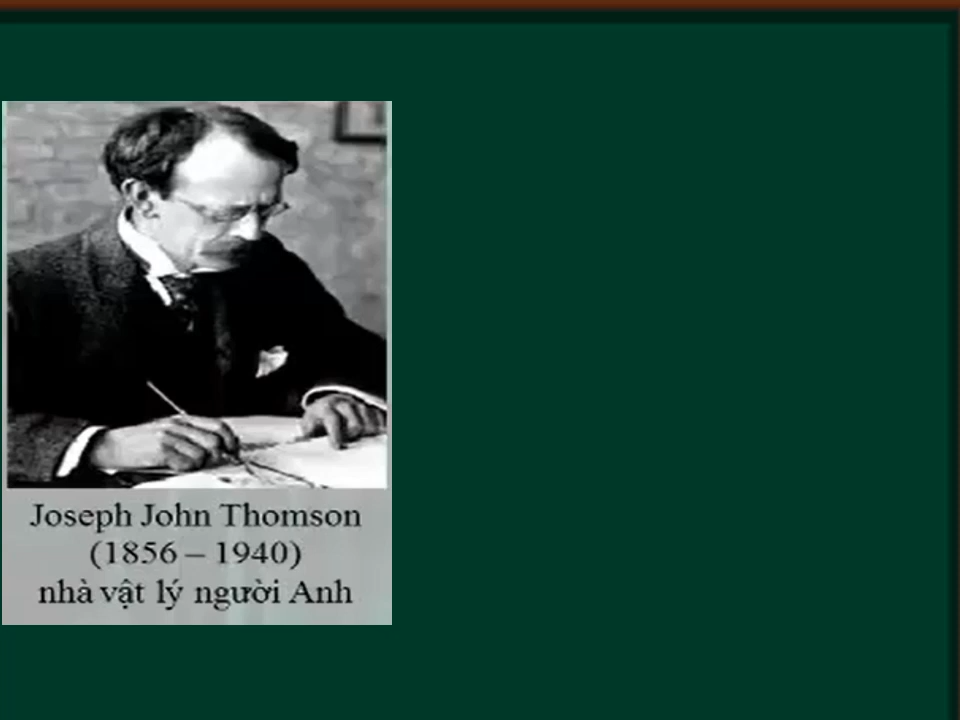 Joseph John Thomson
(1856 – 1940)
nhà vật lý người Anh